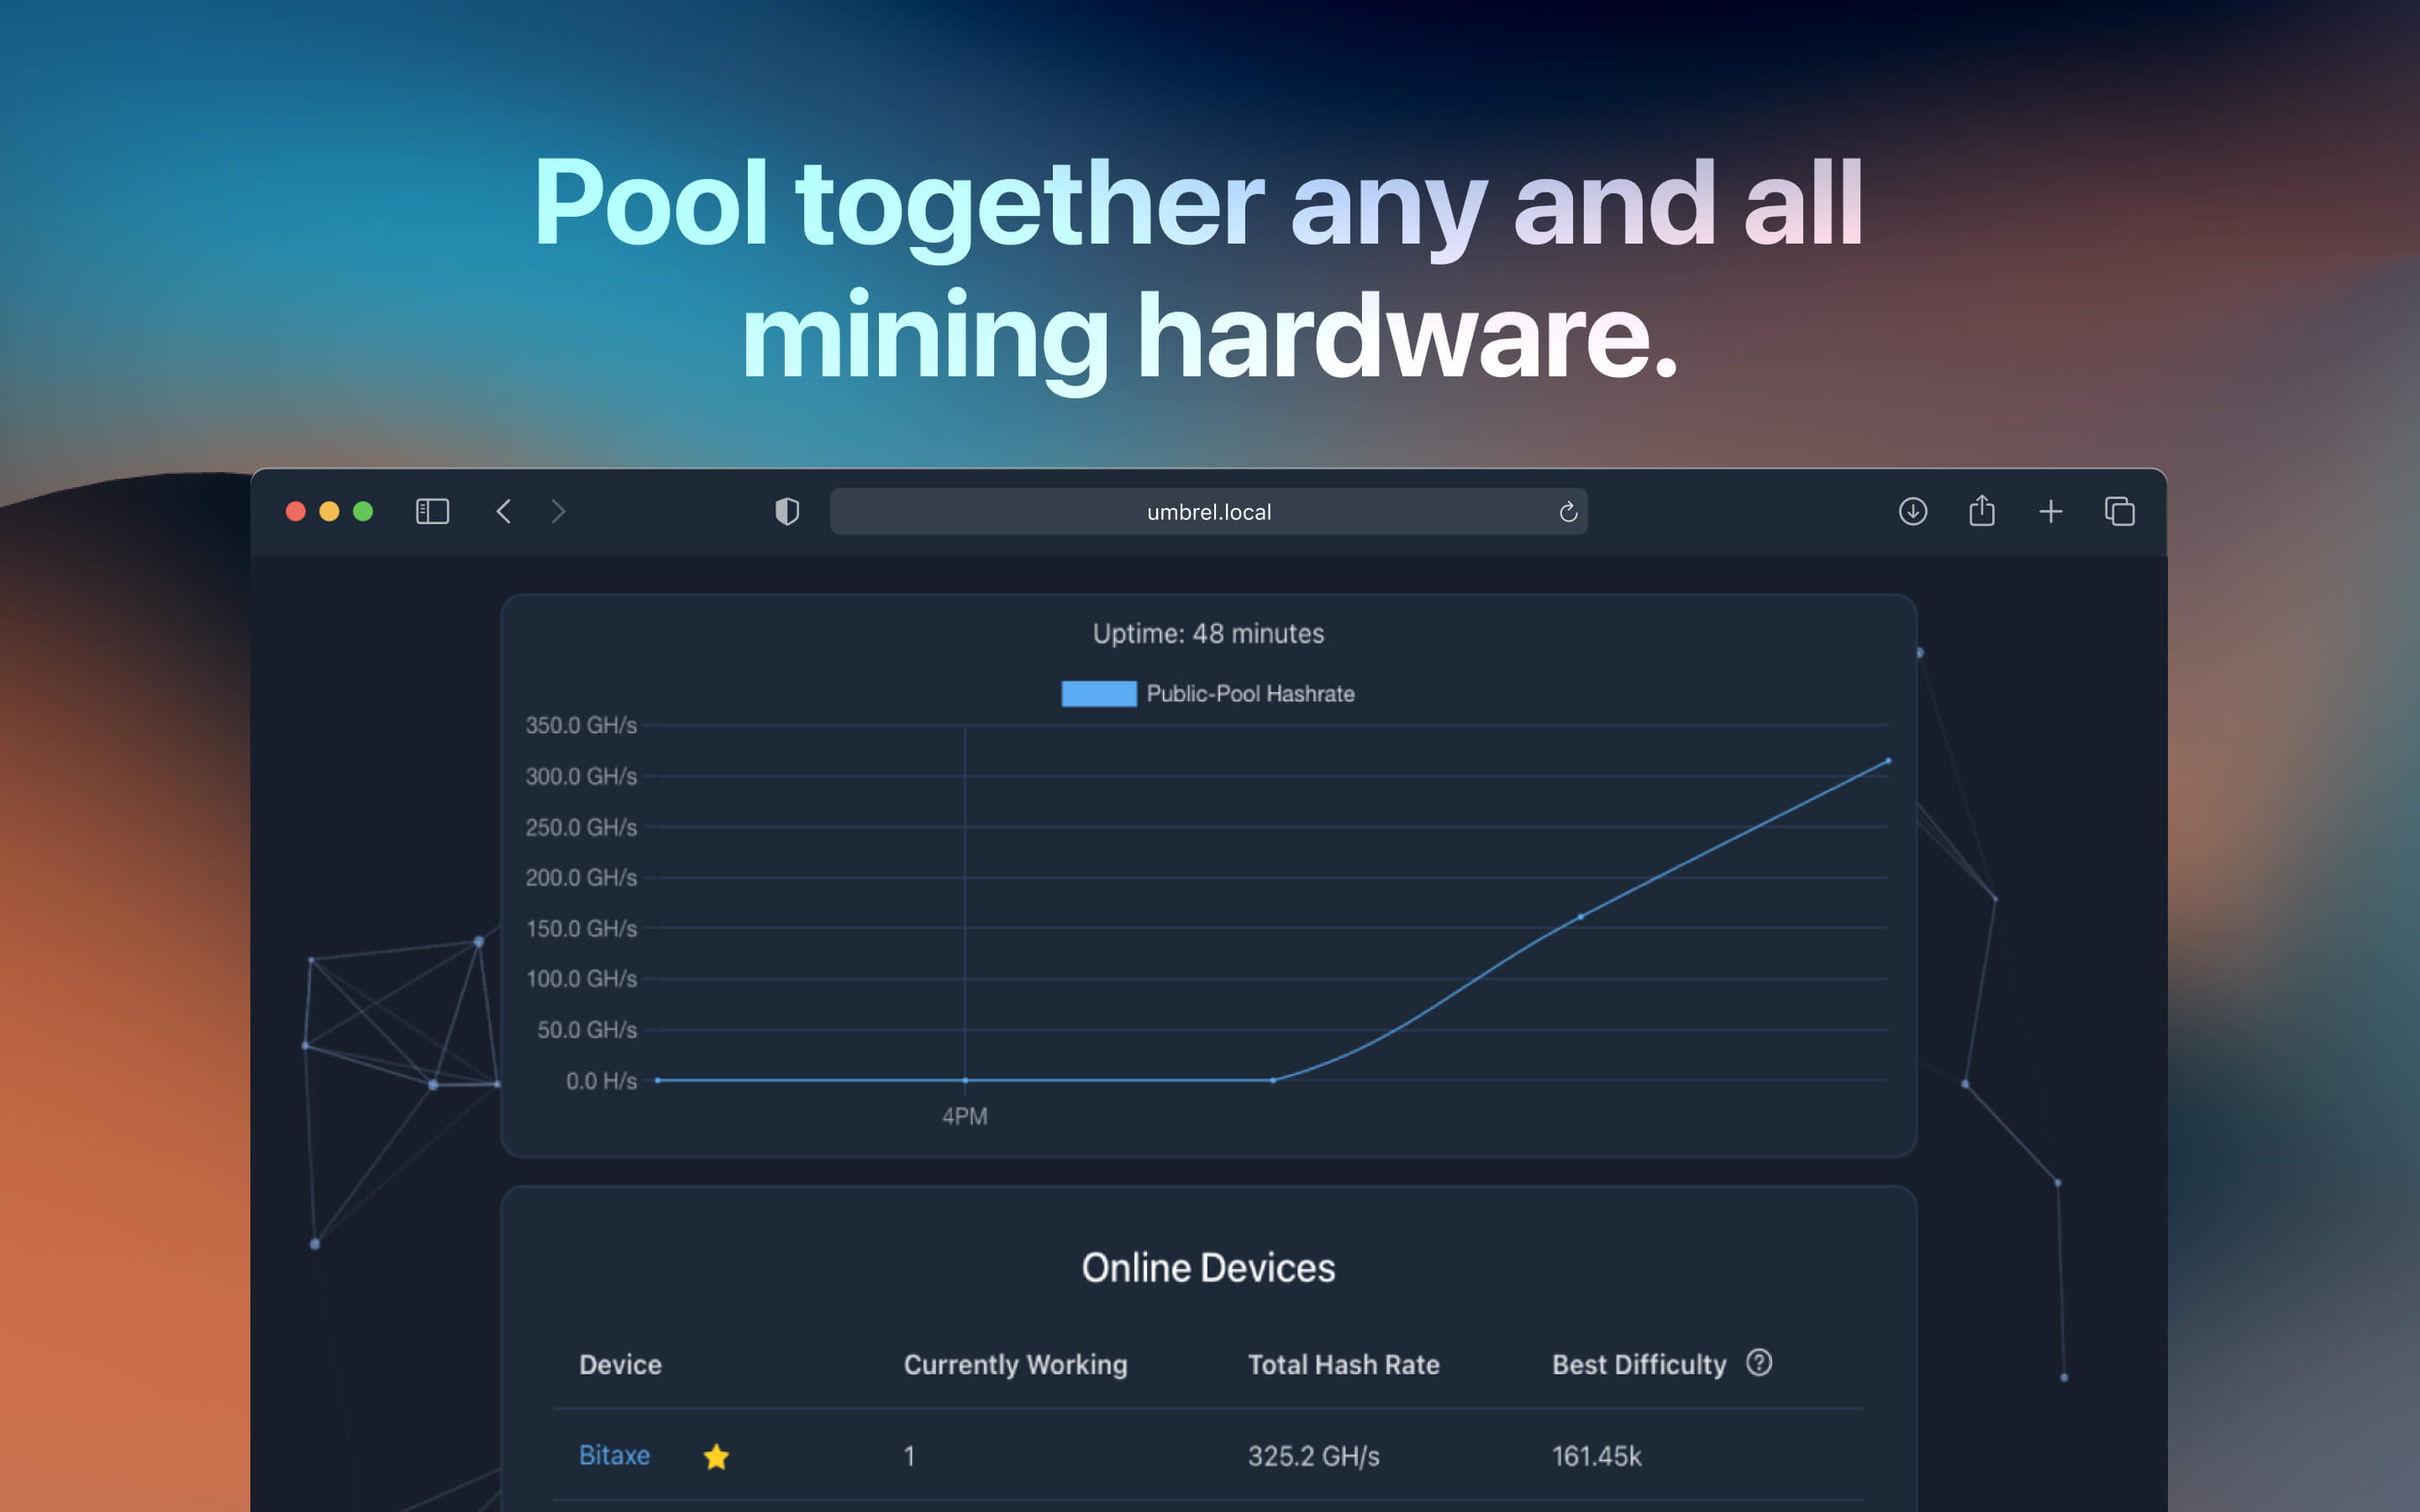 Pool together any and all
mining hardware.
umbrel.local
Uptime: 48 minutes
Public-Pool Hashrate
350.0 GH/s
300.0 GH/s
250.0 GH/s
200.0 GH/s
150.0 GH/s
100.0 GH/s
50.0 GH/s
0.0 H/s
4PM
Online Devices
Device Currently Working Total Hash Rate Best Difficulty ?
Bitaxe 1 325.2 GH/s 161.45k